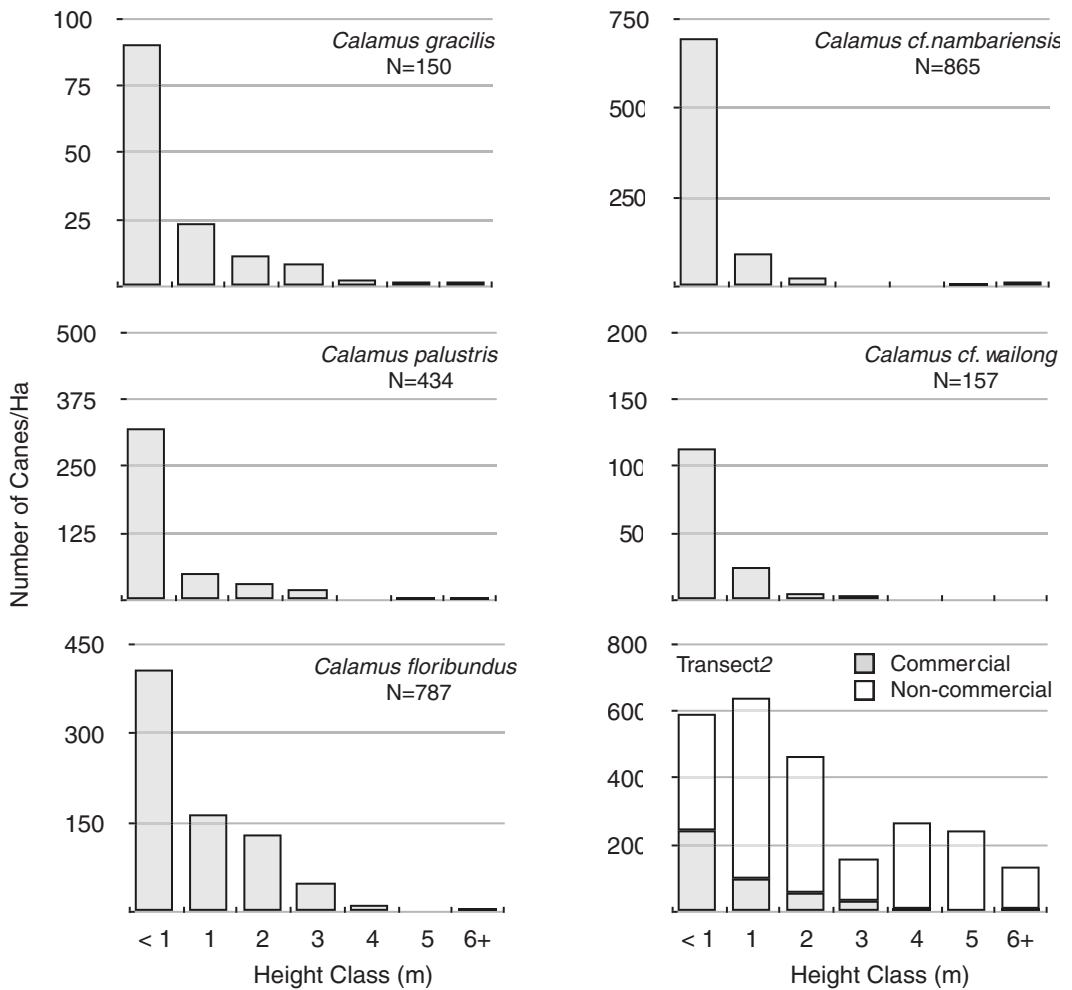 100
75
50
25
Calamus gracilis
N=150
750
500
250
Calamus cf.nambariensis
N=865
Number of Canes/Ha
500
375
250
125
Calamus palustris
N=434
200
150
100
50
Calamus cf. wailong
N=157
450
300
150
Calamus floribundus
N=787
< 1 1 2 3 4 5 6+
Height Class (m)
800
600
400
200
Transect2
Commercial
Non-commercial
< 1 1 2 3 4 5 6+
Height Class (m)